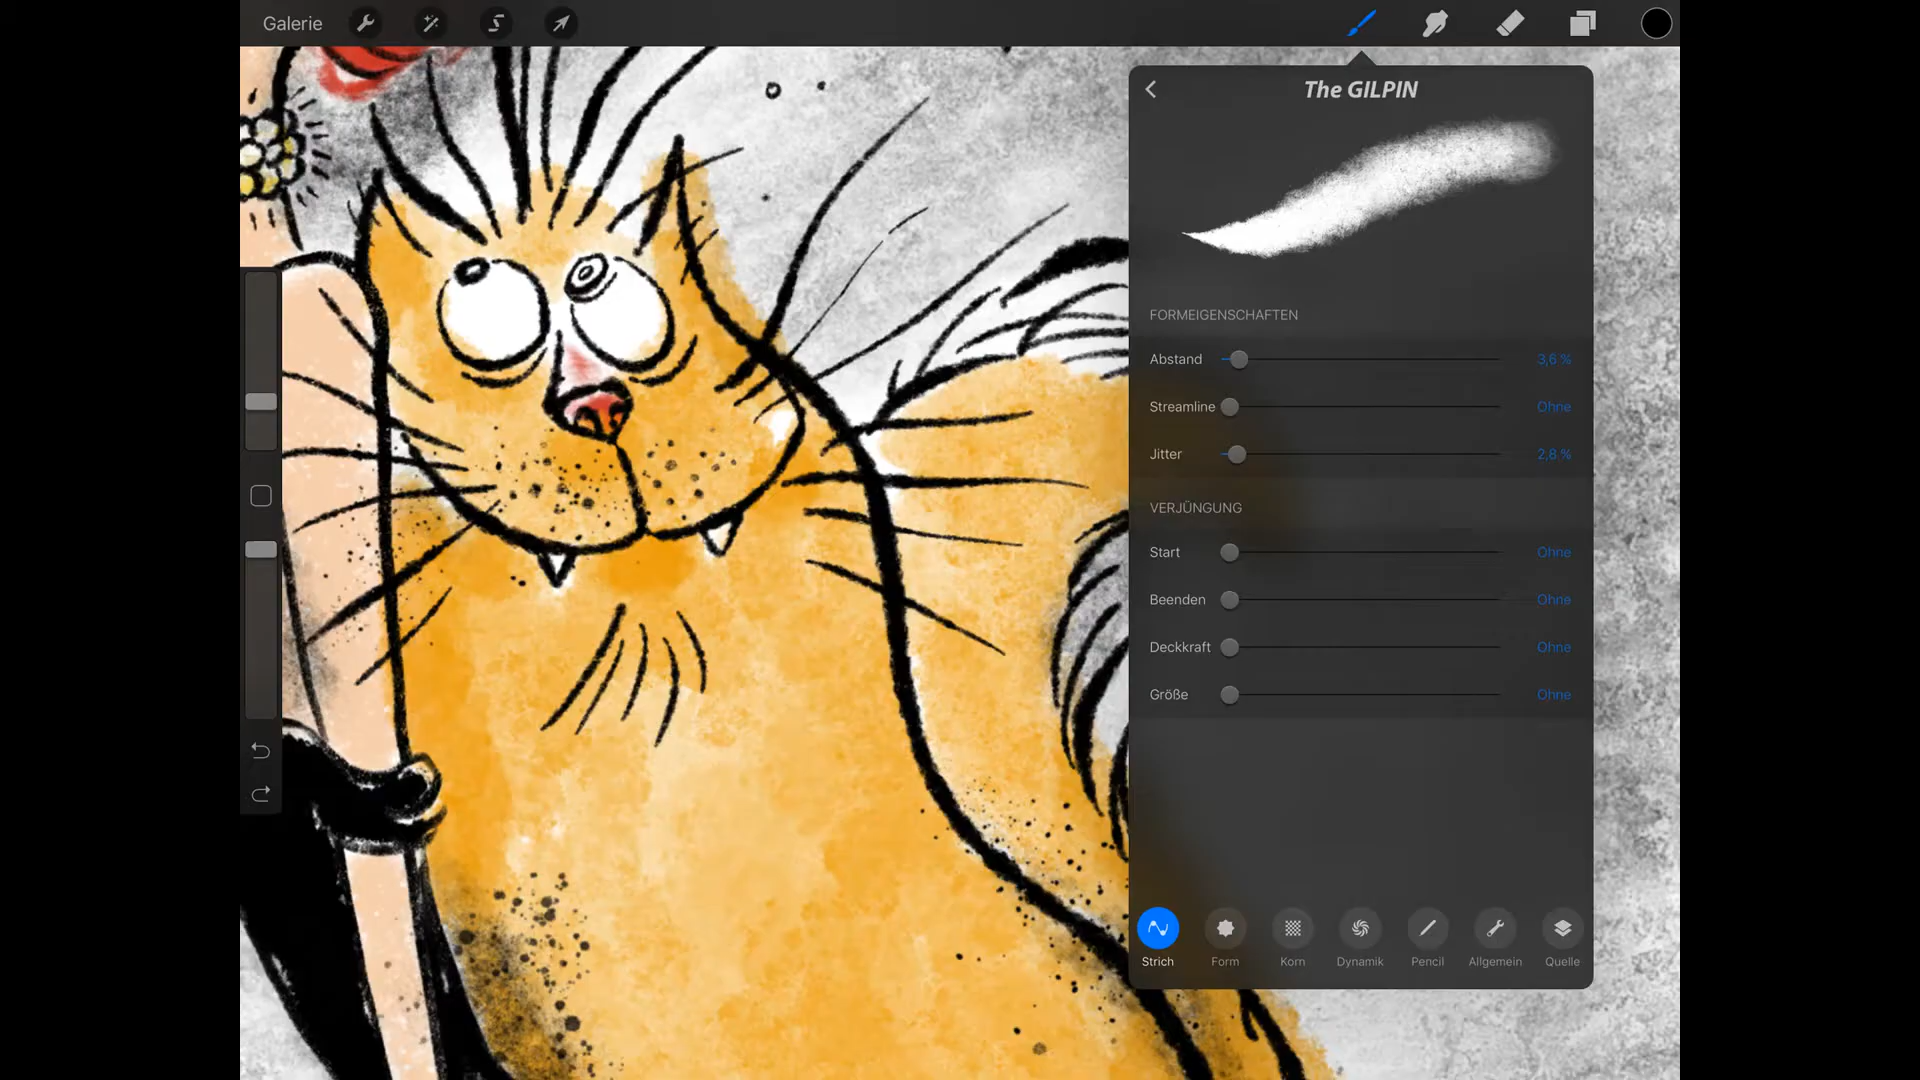 Galerie
The GILPIN
FORMEIGENSCHAFTEN
Abstand 3,6 %
Streamline Ohne
Jitter 2,8 %
VERJÜNGUNG
Start Ohne
Beenden Ohne
Deckkraft Ohne
Größe Ohne
Strich Form Korn Dynamik Pencil Allgemein Quelle